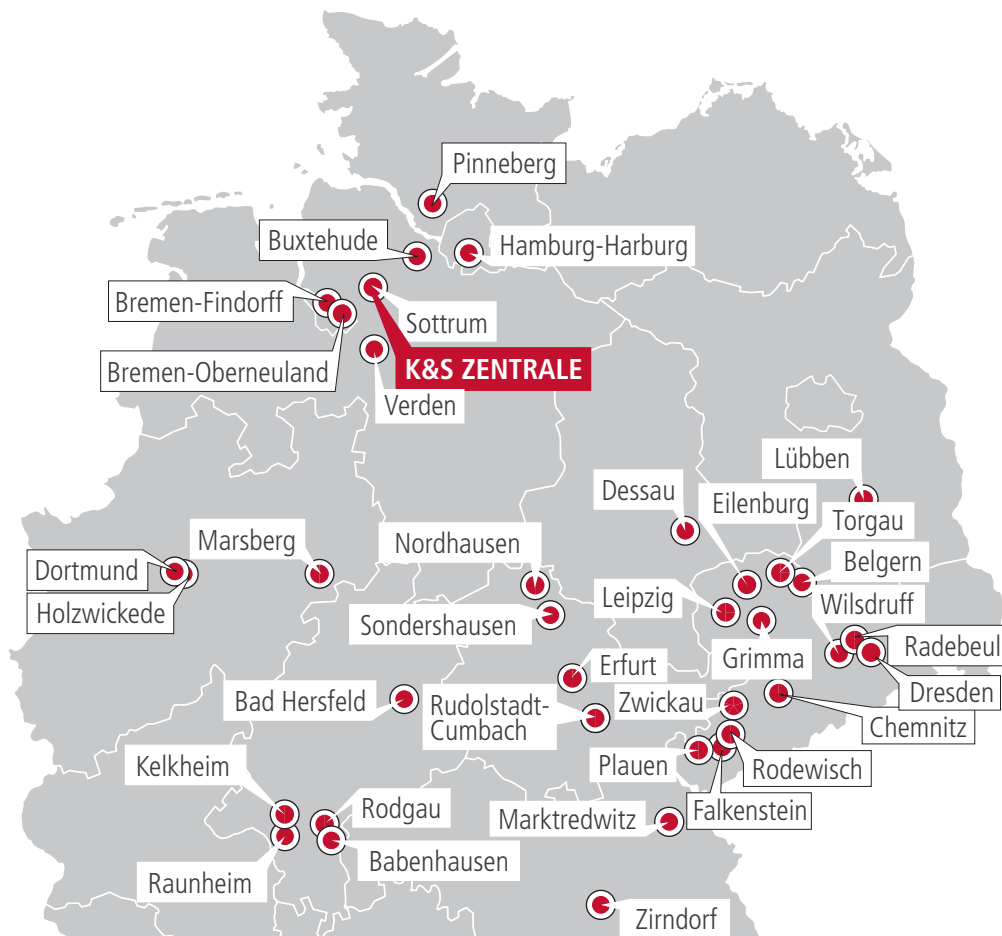 Pinneberg
Buxtehude
Hamburg-Harburg
Bremen-Findorff
Sottrum
Bremen-Oberneuland
K&S ZENTRALE
Verden
Lübben
Dessau
Eilenburg
Torgau
Marsberg
Nordhausen
Belgern
Dortmund
Leipzig
Wilsdruff
Holzwickede
Sondershausen
Grimma
Radebeul
Erfurt
Dresden
Bad Hersfeld
Rudolstadt-
Cumbach
Zwickau
Chemnitz
Plauen
Rodewisch
Kelkheim
Rodgau
Marktredwitz
Falkenstein
Babenhausen
Raunheim
Zirndorf